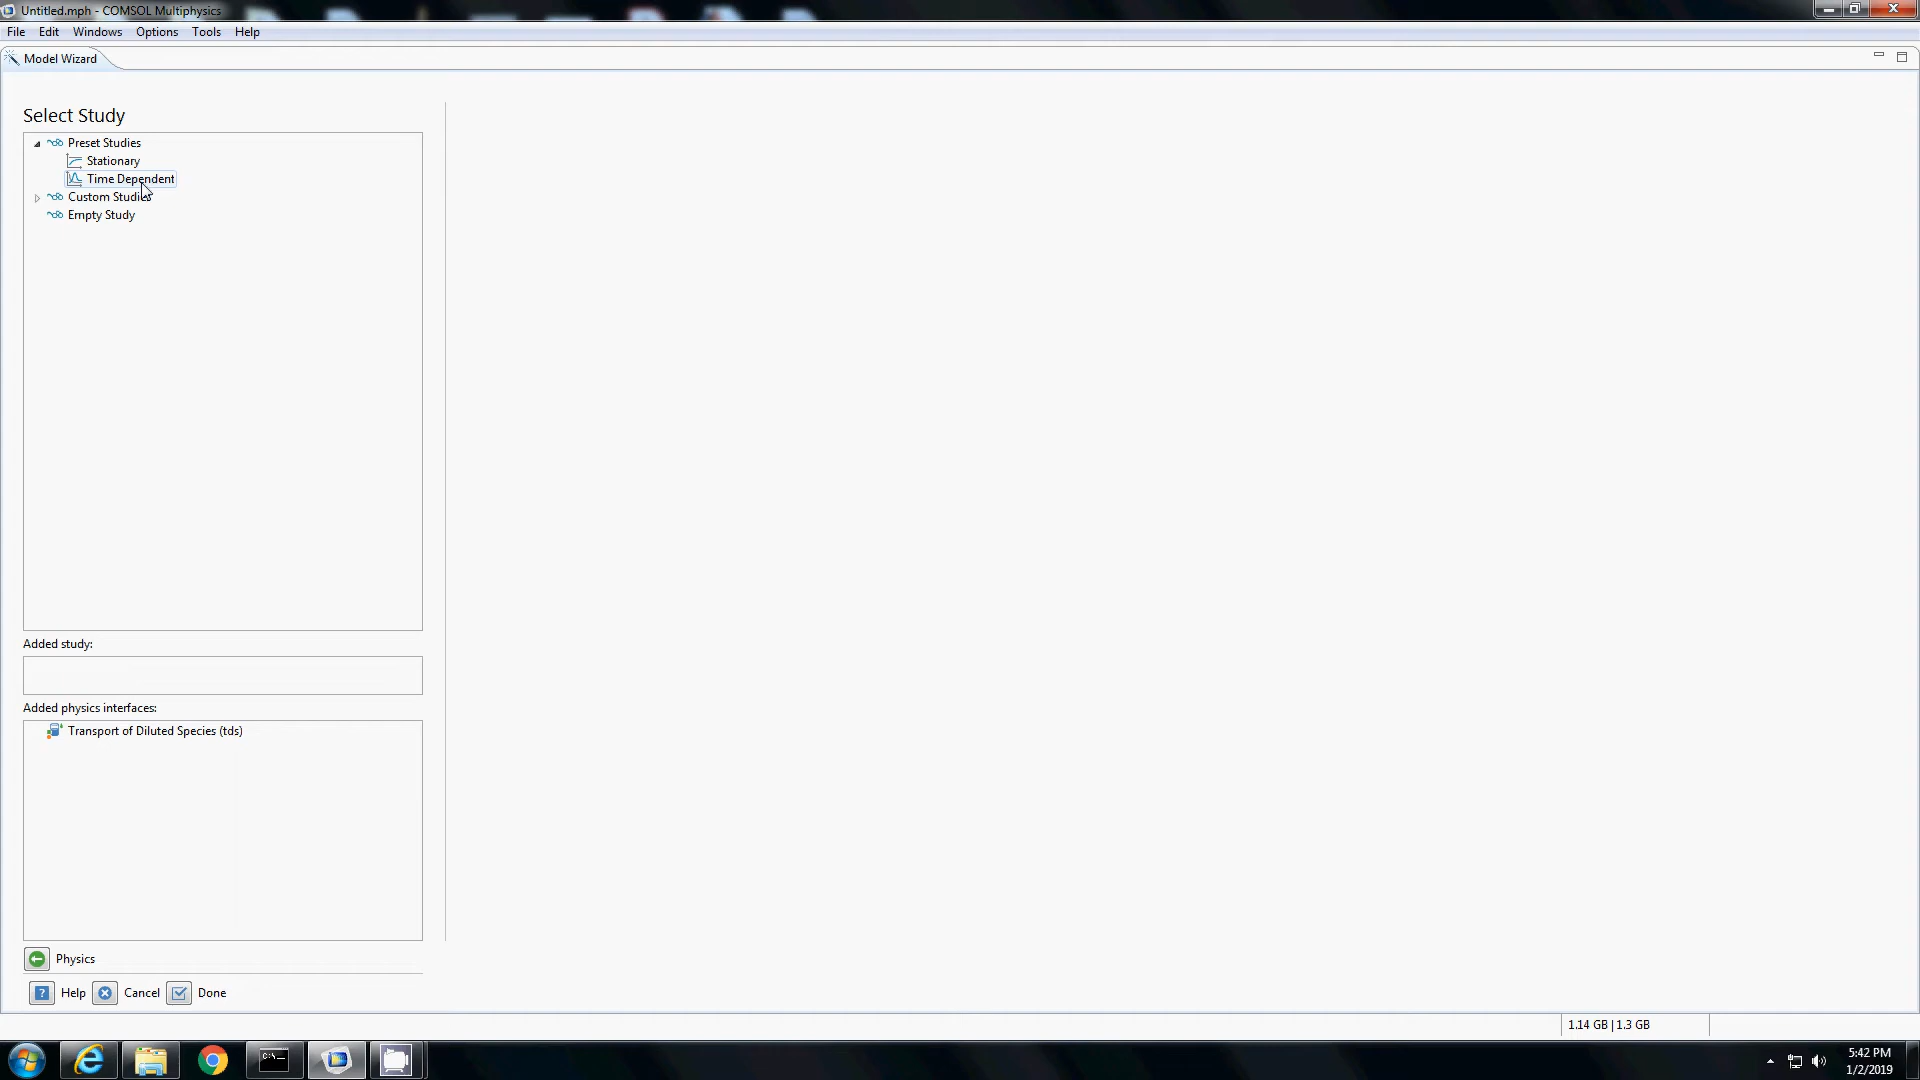 Untitled.mph - COMSOL Multiphysics
File Edit Windows Options Tools Help
Model Wizard
Select Study
Preset Studies
Stationary
Time Dependent
Custom Studies
Empty Study
Added study:
Added physics interfaces:
Transport of Diluted Species (tds)
Physics
Help Cancel Done
1.14 GB | 1.3 GB
C:\
5:42 PM
1/2/2019